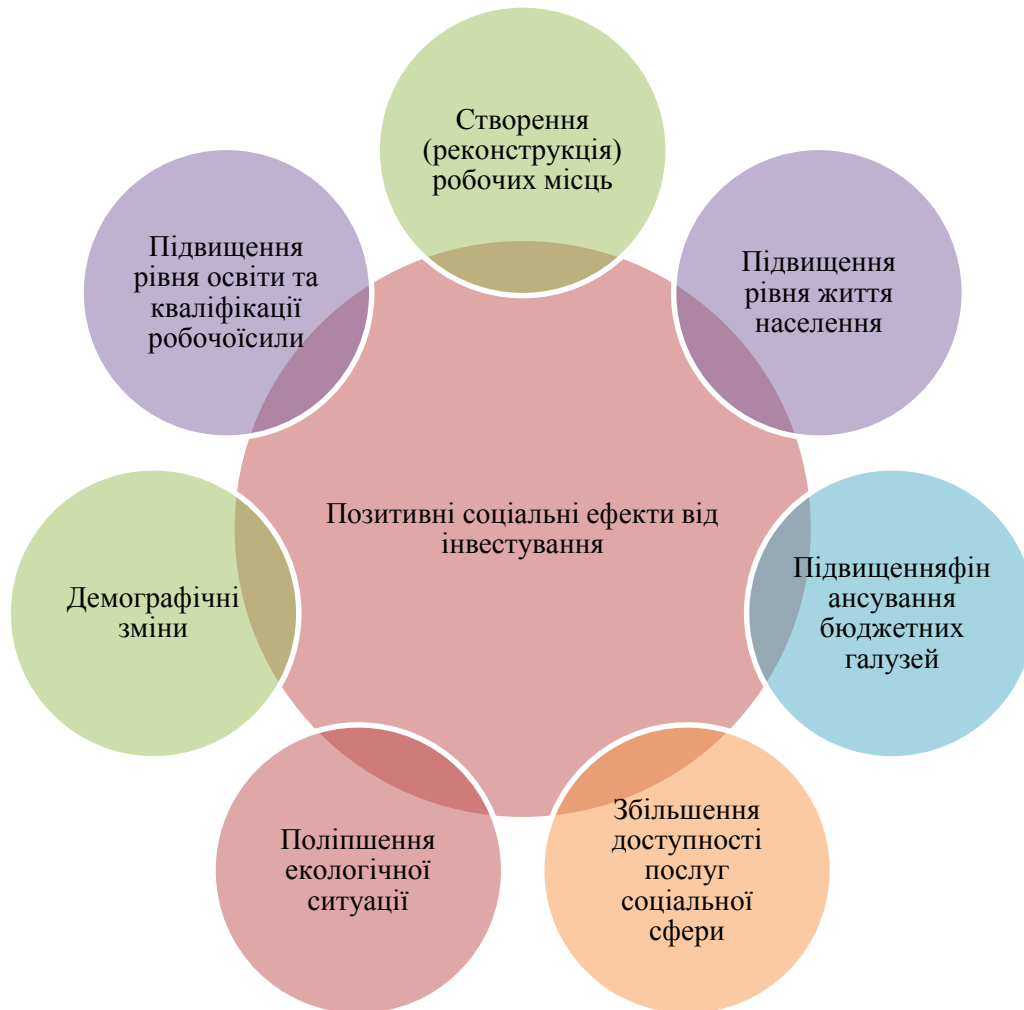 Створення
(реконструкція)
робочих місць
Підвищення
рівня життя
населення
Підвищенняфін
ансування
бюджетних
галузей
Збільшення
доступності
послуг
соціальної
сфери
Поліпшення
екологічної
ситуації
Демографічні
зміни
Підвищення
рівня освіти та
кваліфікації
робочоїсили
Позитивні соціальні ефекти від
інвестування